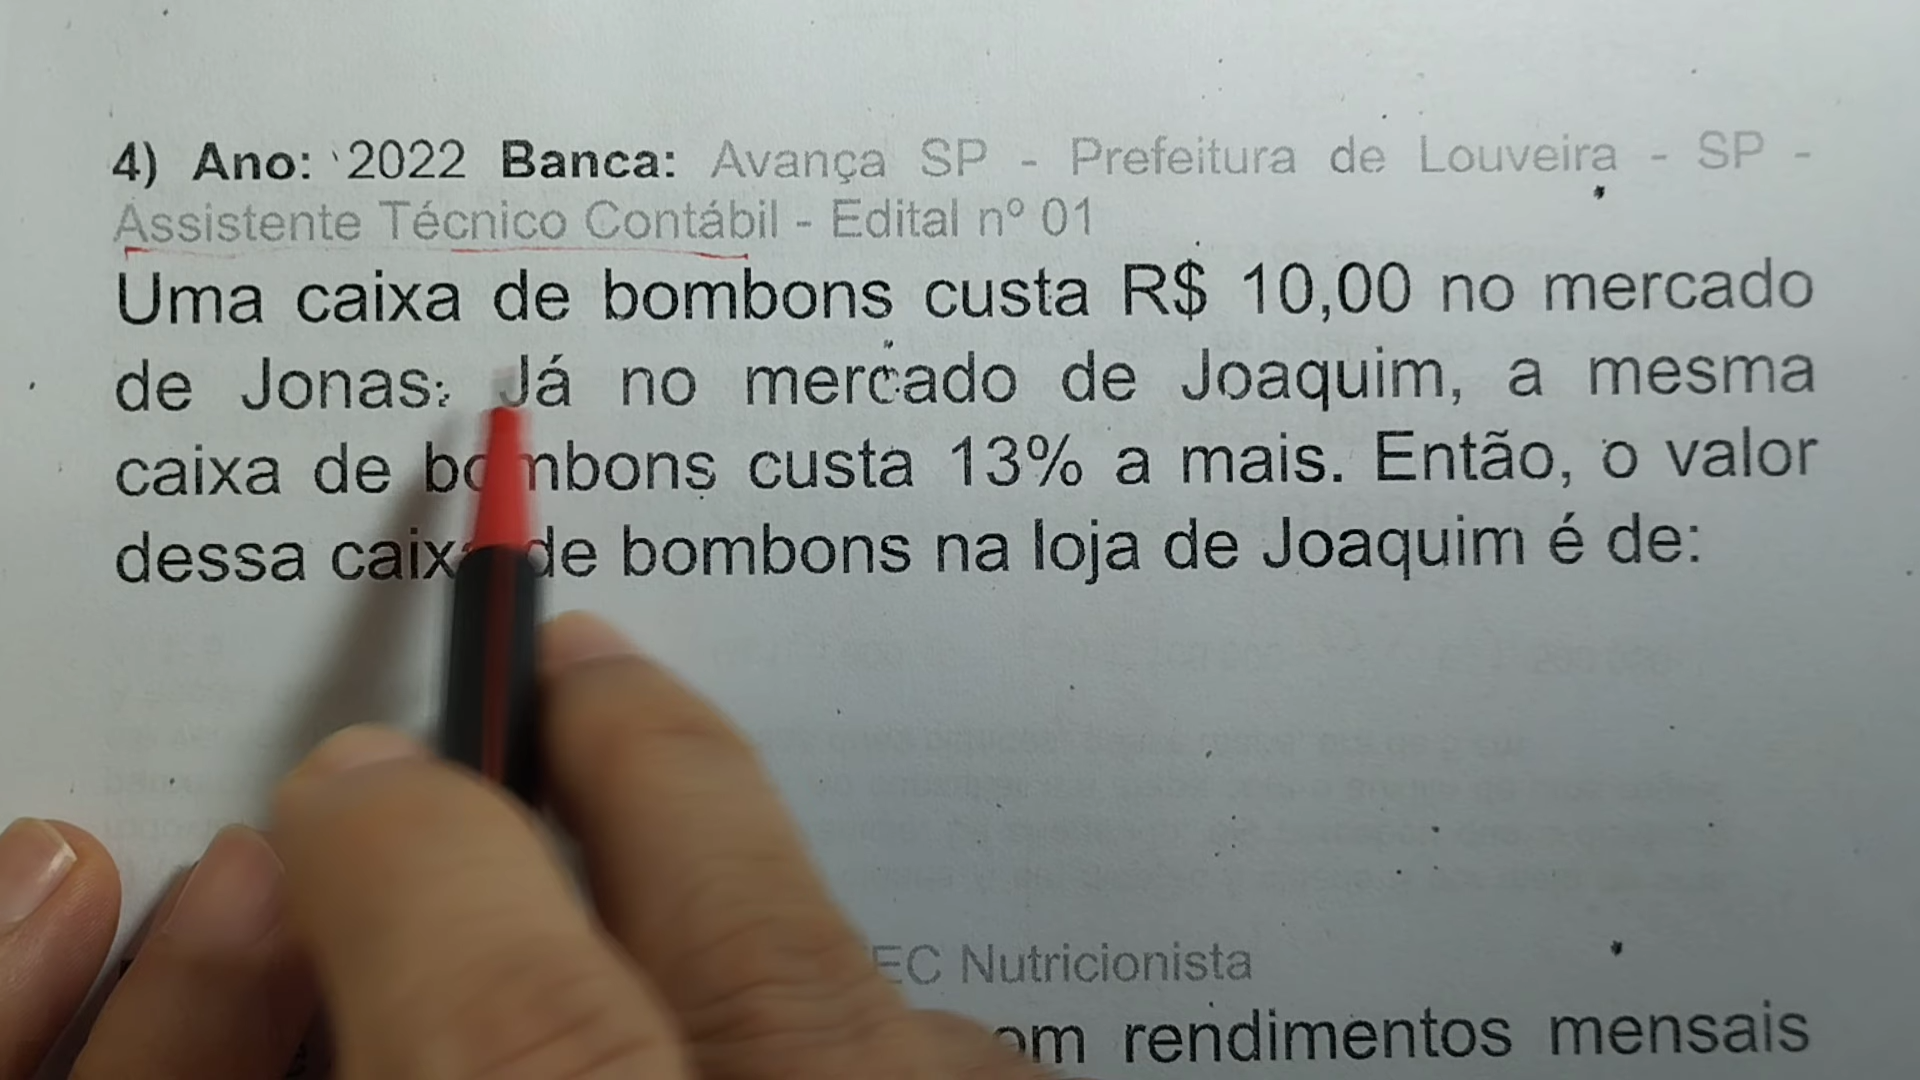 4) Ano: 2022 Banca: Avança SP - Prefeitura de Louveira - SP -
Assistente Técnico Contábil - Edital nº 01
Uma caixa de bombons custa R$ 10,00 no mercado
de Jonas. Já no mercado de Joaquim, a mesma
caixa de bombons custa 13% a mais. Então, o valor
dessa caixa de bombons na loja de Joaquim é de:
EC Nutricionista
om rendimentos mensais